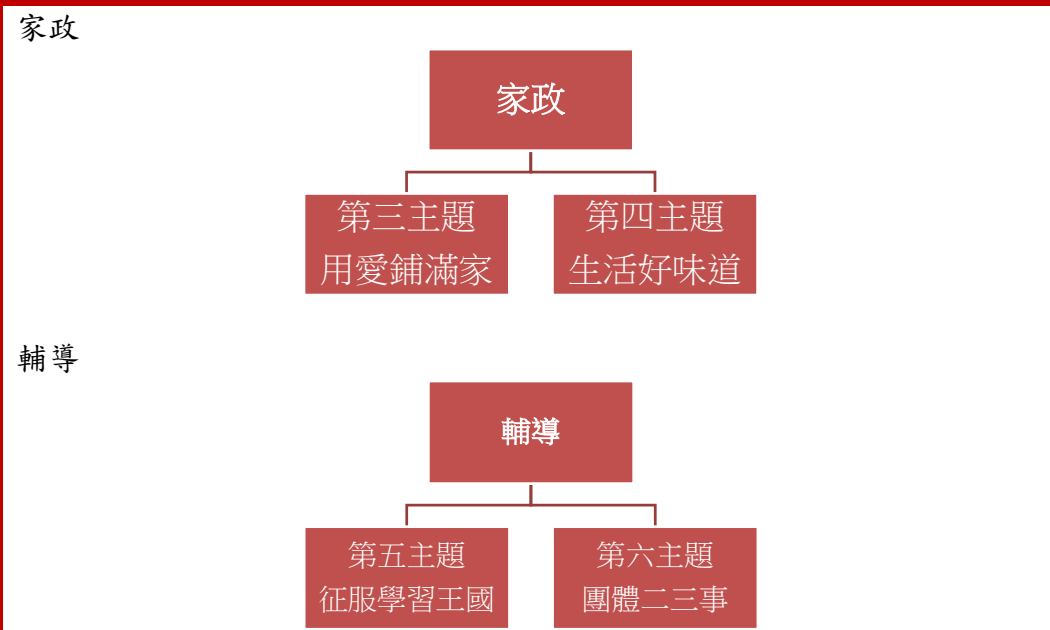 家政
家政
第三主題
用愛鋪滿家
第四主題
生活好味道
輔導
輔導
第五主題
征服學習王國
第六主題
團體二三事